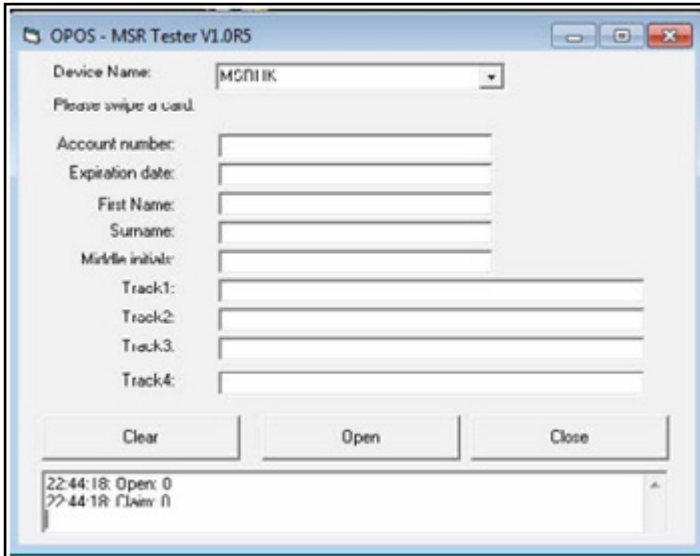 OPOS - MSR Tester V1.0R5
Device Name:
Please swipe a card.
Account number:
Expiration date:
First Name:
Surname:
Middle initials:
Track1:
Track2:
Track3:
Track4:
Clear Open Close
22:44:18: Open: 0
22:44:18: Claim: 0